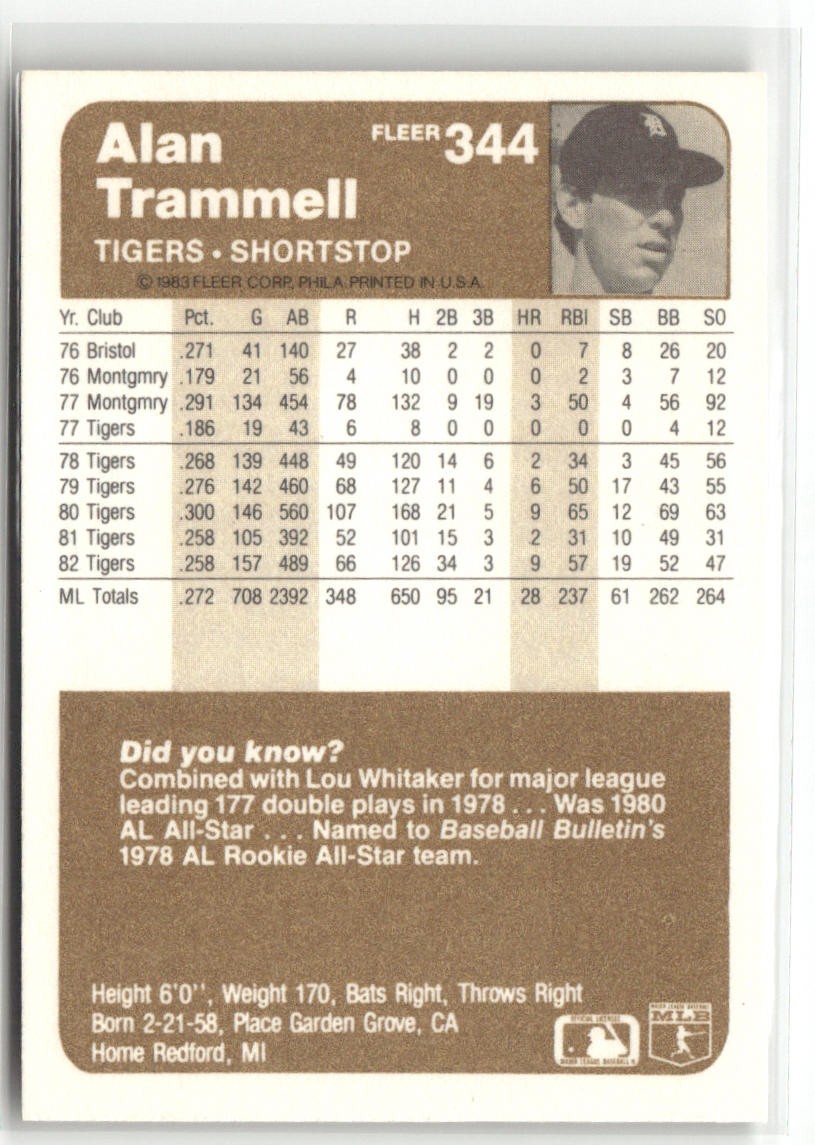 Alan
Trammell
FLEER 344
TIGERS • SHORTSTOP
© 1983 FLEER CORP, PHILA. PRINTED IN U.S.A.
D
Yr. Club Pct. G AB R H 2B 3B HR RBI SB BB SO
76 Bristol .271 41 140 27 38 2 2 0 7 8 26 20
76 Montgmry .179 21 56 4 10 0 0 0 2 3 7 12
77 Montgmry .291 134 454 78 132 9 19 3 50 4 56 92
77 Tigers .186 19 43 6 8 0 0 0 0 0 4 12
78 Tigers .268 139 448 49 120 14 6 2 34 3 45 56
79 Tigers .276 142 460 68 127 11 4 6 50 17 43 55
80 Tigers .300 146 560 107 168 21 5 9 65 12 69 63
81 Tigers .258 105 392 52 101 15 3 2 31 10 49 31
82 Tigers .258 157 489 66 126 34 3 9 57 19 52 47
ML Totals .272 708 2392 348 650 95 21 28 237 61 262 264
Did you know?
Combined with Lou Whitaker for major league
leading 177 double plays in 1978 . . . Was 1980
AL All-Star . . . Named to Baseball Bulletin's
1978 AL Rookie All-Star team.
Height 6'0'', Weight 170, Bats Right, Throws Right
Born 2-21-58, Place Garden Grove, CA
Home Redford, MI
OFFICIAL LICENSEE
MAJOR LEAGUE BASEBALL
MAJOR LEAGUE BASEBALL
MLB